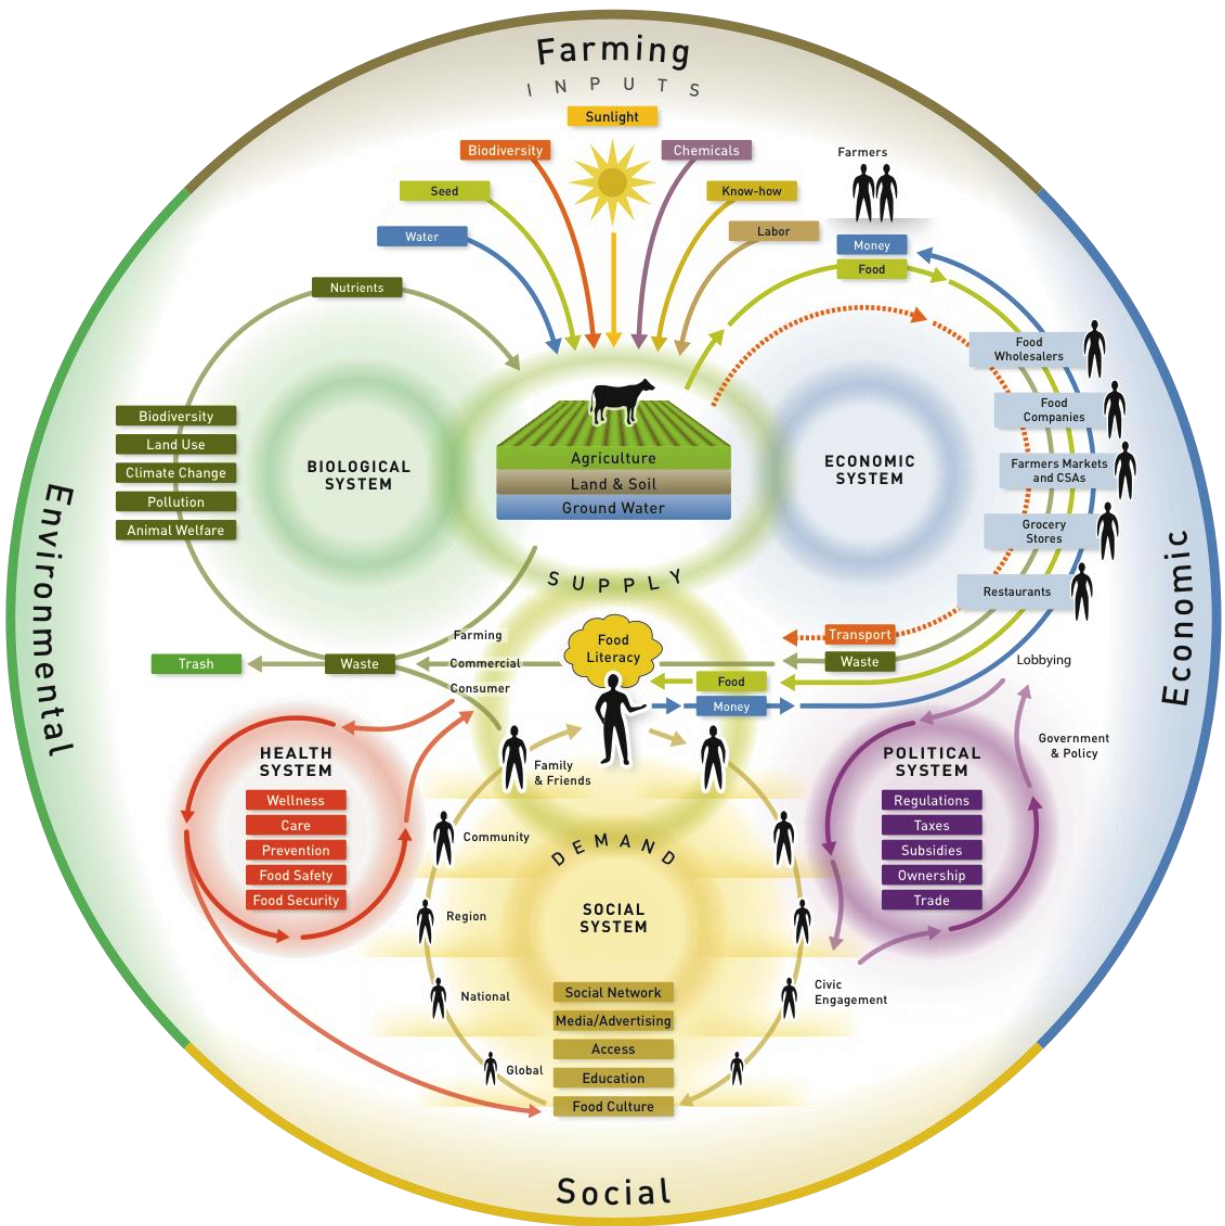 Farming
INPUTS
Sunlight
Biodiversity
Chemicals
Seed
Know-how
Water
Labor
Farmers
Money
Food
Nutrients
Biodiversity
Land Use
Climate Change
Pollution
Animal Welfare
BIOLOGICAL
SYSTEM
Agriculture
Land & Soil
Ground Water
ECONOMIC
SYSTEM
Food
Wholesalers
Food
Companies
Farmers Markets
and CSAs
Grocery
Stores
Restaurants
Environmental
Economic
SUPPLY
Food
Literacy
Farming
Commercial
Consumer
Trash
Waste
Transport
Waste
Food
Money
Lobbying
Government
& Policy
HEALTH
SYSTEM
Wellness
Care
Prevention
Food Safety
Food Security
Family
& Friends
Community
Region
National
Global
DEMAND
SOCIAL
SYSTEM
Social Network
Media/Advertising
Access
Education
Food Culture
POLITICAL
SYSTEM
Regulations
Taxes
Subsidies
Ownership
Trade
Civic
Engagement
Social